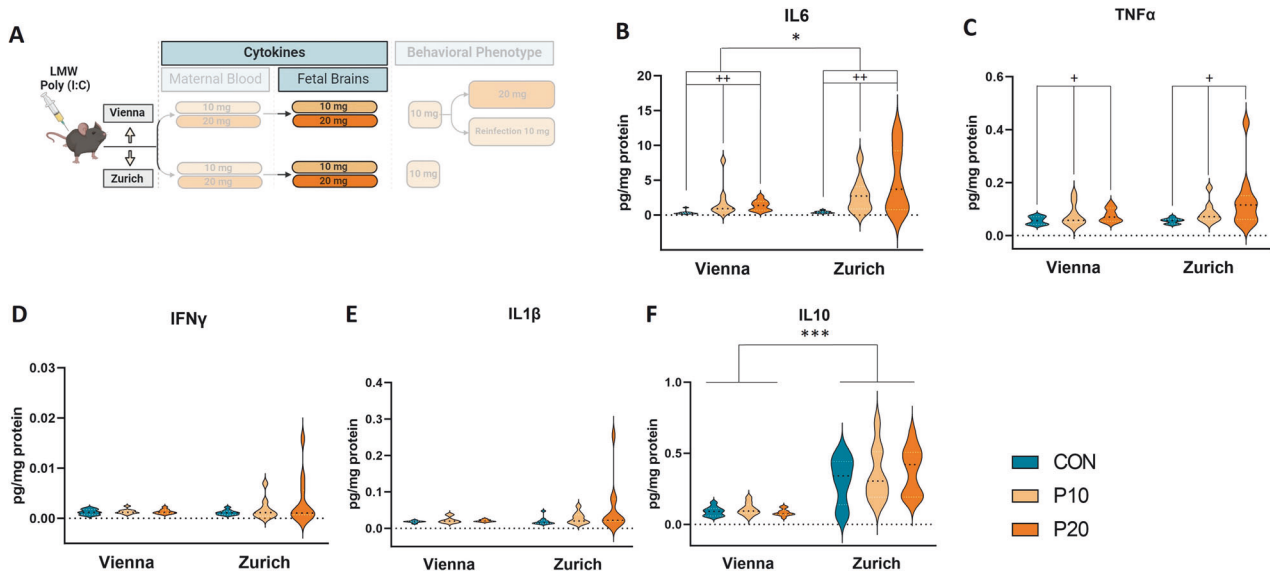 A
LMW
Poly (I:C)
Vienna
Zurich
Cytokines
Maternal Blood
Fetal Brains
10 mg
20 mg
10 mg
20 mg
10 mg
20 mg
10 mg
20 mg
Behavioral Phenotype
10 mg
20 mg
Reinfection 10 mg
10 mg
B
IL6
*
++
++
pg/mg protein
20
15
10
5
0
Vienna
Zurich
C
TNFα
+
+
pg/mg protein
0.6
0.4
0.2
0.0
Vienna
Zurich
D
IFNγ
pg/mg protein
0.03
0.02
0.01
0.00
Vienna
Zurich
E
IL1β
pg/mg protein
0.4
0.3
0.2
0.1
0.0
Vienna
Zurich
F
IL10
***
pg/mg protein
1.0
0.5
0.0
Vienna
Zurich
CON
P10
P20